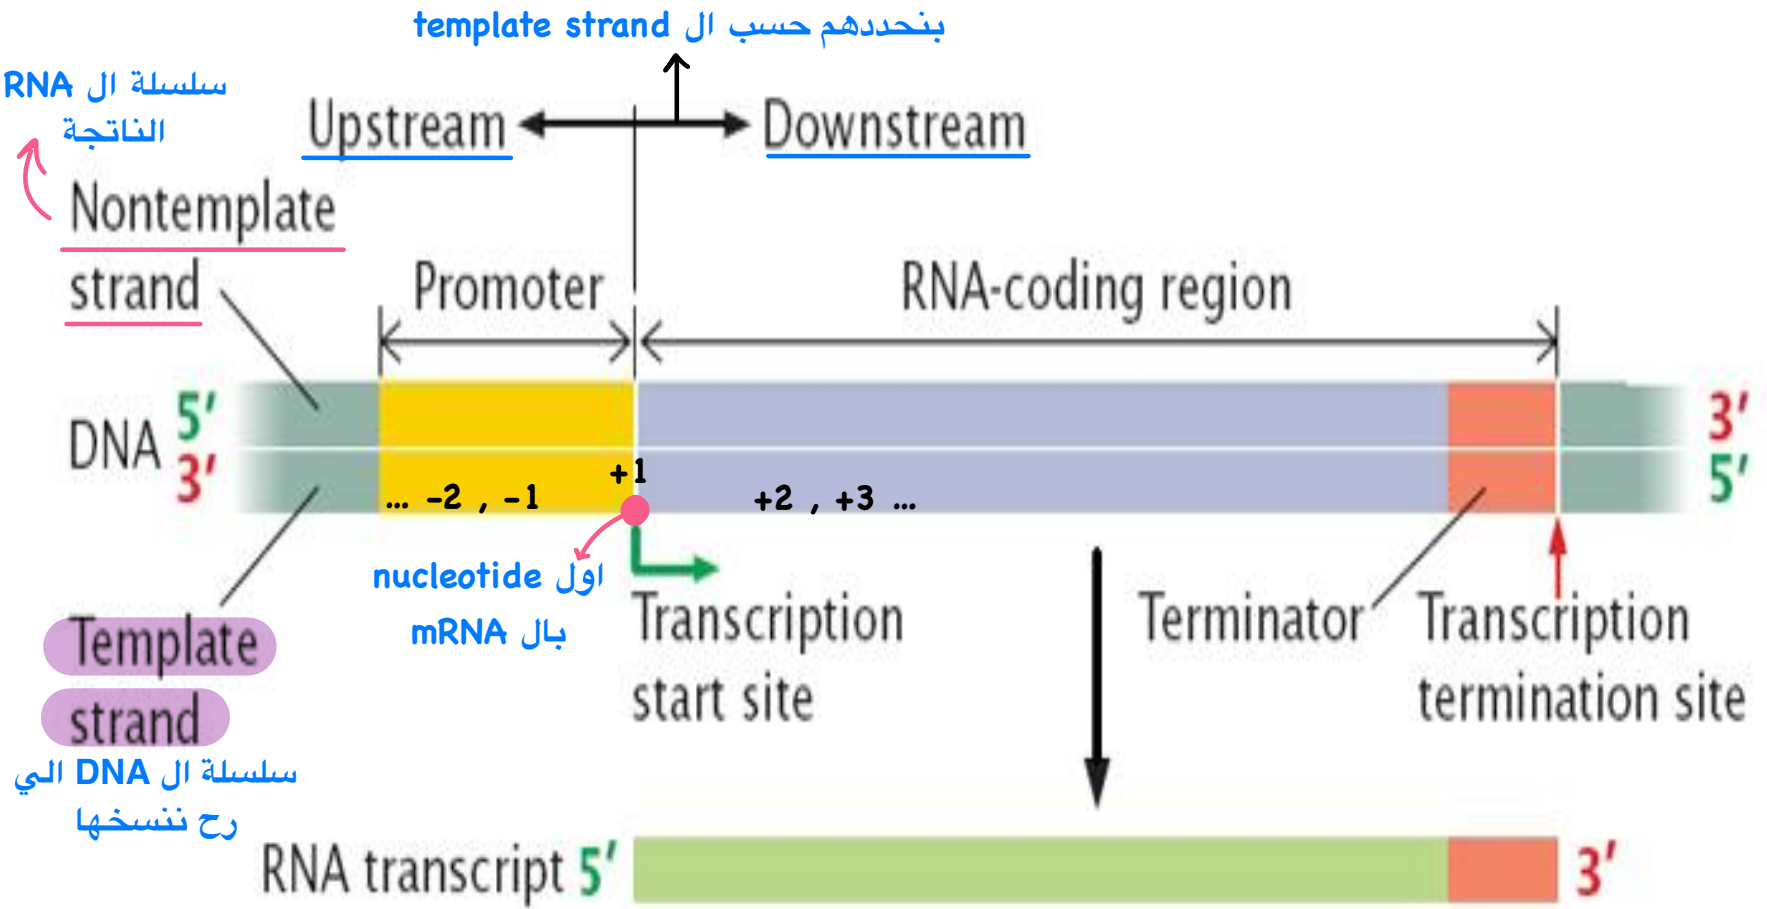 بنحددهم حسب ال template strand
سلسلة ال RNA
الناتجة
Upstream
Downstream
Nontemplate
strand
Promoter
RNA-coding region
DNA
5′
3′
3′
5′
+1
... -2 , -1
+2 , +3 ...
اول nucleotide
بال mRNA
Transcription
start site
Terminator
Transcription
termination site
Template
strand
سلسلة ال DNA الي
رح ننسخها
RNA transcript 5′
3′